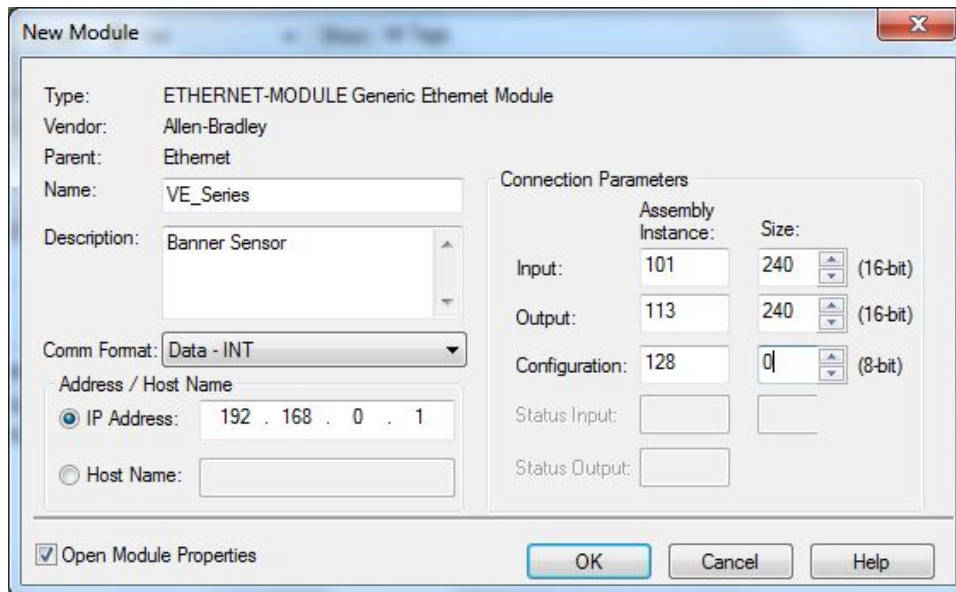 New Module
Type: ETHERNET-MODULE Generic Ethernet Module
Vendor: Allen-Bradley
Parent: Ethernet
Name: VE_Series
Description: Banner Sensor
Comm Format: Data - INT
Address / Host Name
IP Address: 192 . 168 . 0 . 1
Host Name:
Connection Parameters
Assembly Instance: Size:
Input: 101 240 (16-bit)
Output: 113 240 (16-bit)
Configuration: 128 0 (8-bit)
Status Input:
Status Output:
Open Module Properties
OK Cancel Help